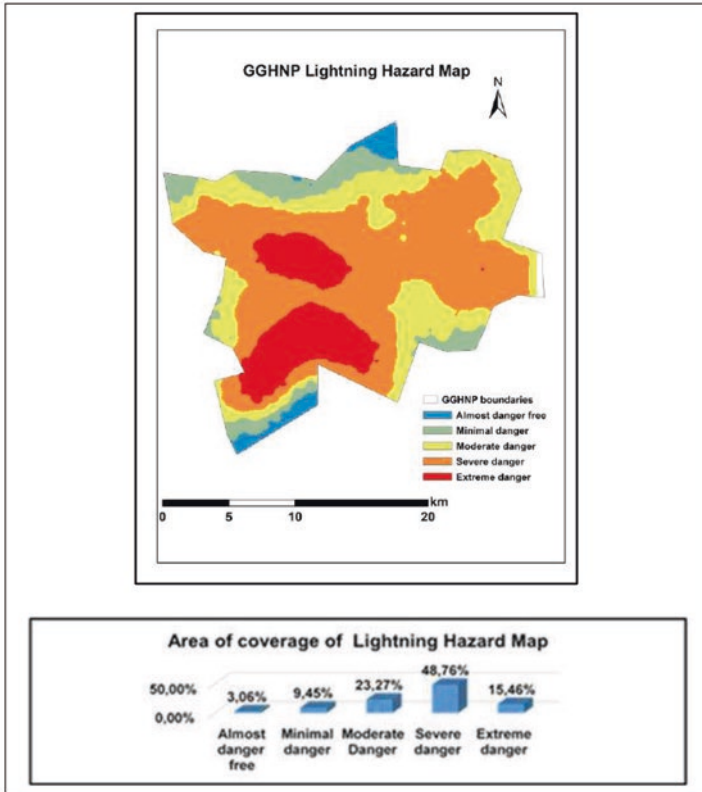 GGHNP Lightning Hazard Map
N
GGHNP boundaries
Almost danger free
Minimal danger
Moderate danger
Severe danger
Extreme danger
km
0 5 10 20
Area of coverage of Lightning Hazard Map
50,00%
0,00%
3,06% 9,45% 23,27% 48,76% 15,46%
Almost danger free
Minimal danger
Moderate Danger
Severe danger
Extreme danger